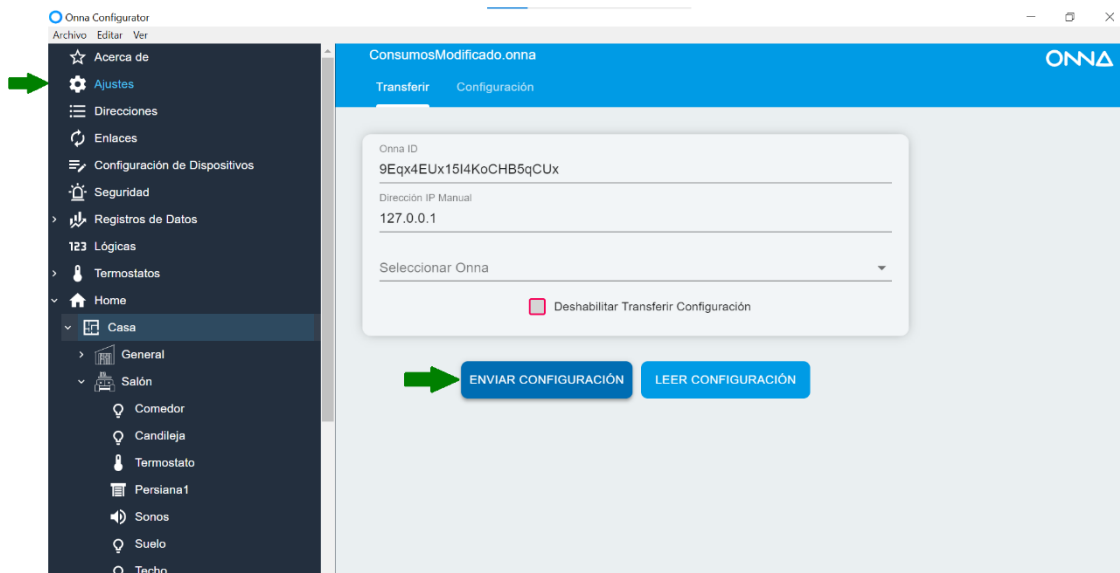 Onna Configurator
Archivo Editar Ver
Acerca de
Ajustes
Direcciones
Enlaces
Configuración de Dispositivos
Seguridad
Registros de Datos
123 Lógicas
Termostatos
Home
Casa
General
Salón
Comedor
Candileja
Termostato
Persiana1
Sonos
Suelo
Techo
ConsumosModificado.onna
ONNA
Transferir Configuración
Onna ID
9Eqx4EUx15I4KoCHB5qCUx
Dirección IP Manual
127.0.0.1
Seleccionar Onna
Deshabilitar Transferir Configuración
ENVIAR CONFIGURACIÓN LEER CONFIGURACIÓN